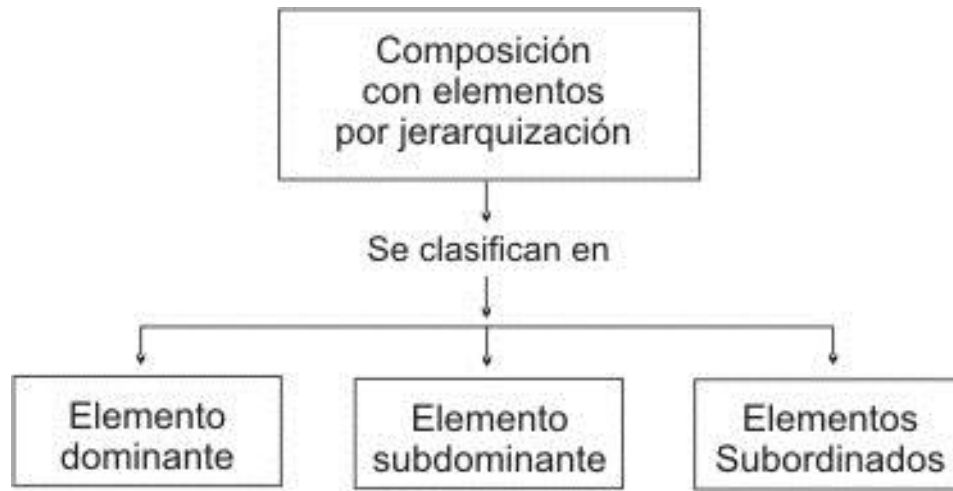 Composición
con elementos
por jerarquización
Se clasifican en
Elemento
dominante
Elemento
subdominante
Elementos
Subordinados